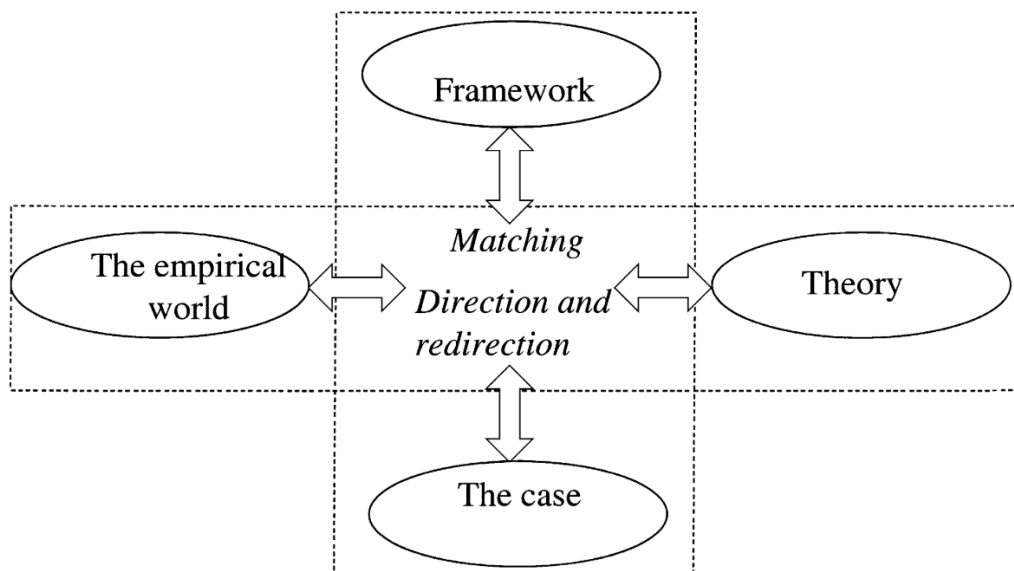 Framework
Matching
The empirical
world
Direction and
redirection
Theory
The case